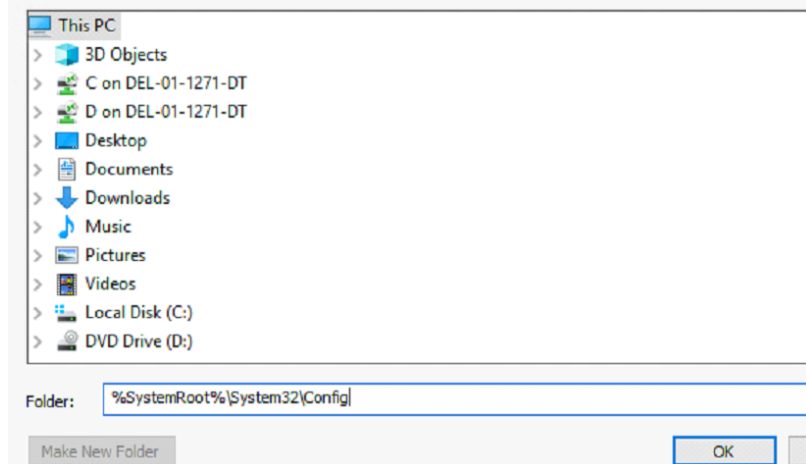 This PC
3D Objects
C on DEL-01-1271-DT
D on DEL-01-1271-DT
Desktop
Documents
Downloads
Music
Pictures
Videos
Local Disk (C:)
DVD Drive (D:)
Folder: %SystemRoot%\System32\Config
Make New Folder OK